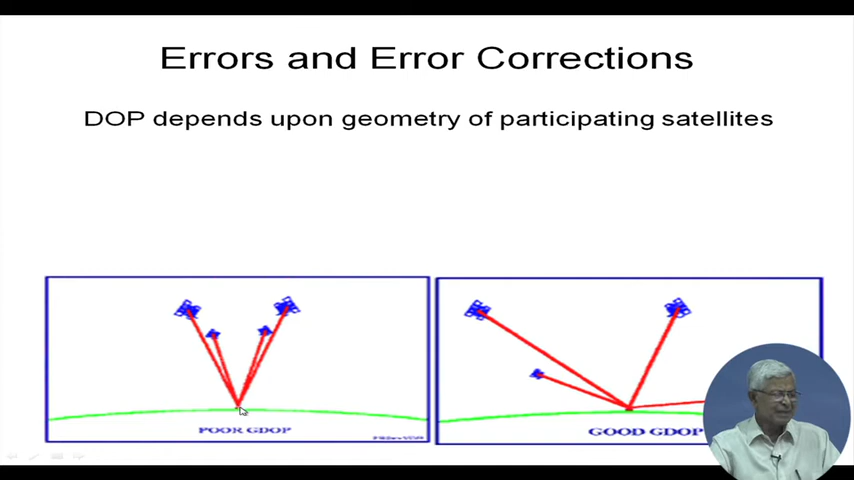 Errors and Error Corrections
DOP depends upon geometry of participating satellites
POOR GDOP
GOOD GDOP